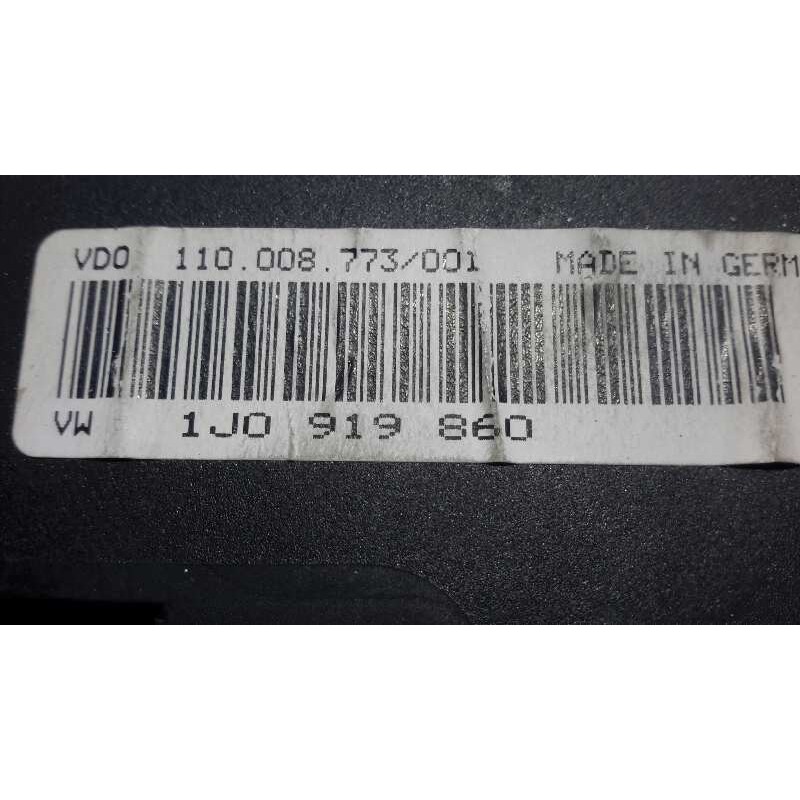 VDO 110.008.773/001 MADE IN GERM
VW 1J0 919 860